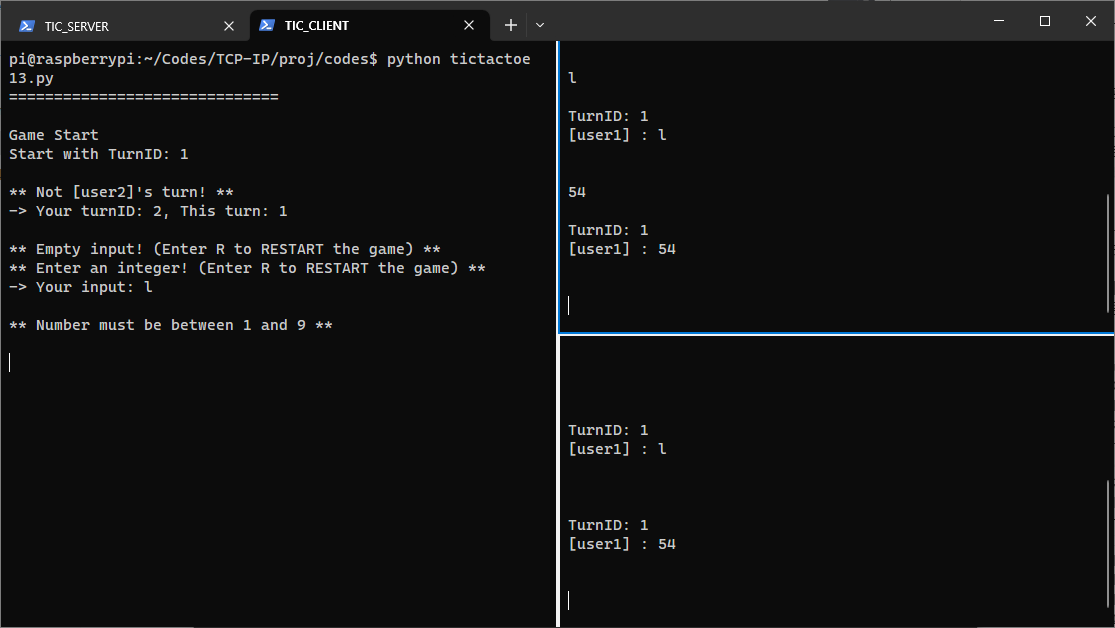 TIC_SERVER
TIC_CLIENT
pi@raspberrypi:~/Codes/TCP-IP/proj/codes$ python tictactoe
13.py
==============================
Game Start
Start with TurnID: 1
** Not [user2]'s turn! **
-> Your turnID: 2, This turn: 1
** Empty input! (Enter R to RESTART the game) **
** Enter an integer! (Enter R to RESTART the game) **
-> Your input: l
** Number must be between 1 and 9 **
l
TurnID: 1
[user1] : l
54
TurnID: 1
[user1] : 54
TurnID: 1
[user1] : l
TurnID: 1
[user1] : 54